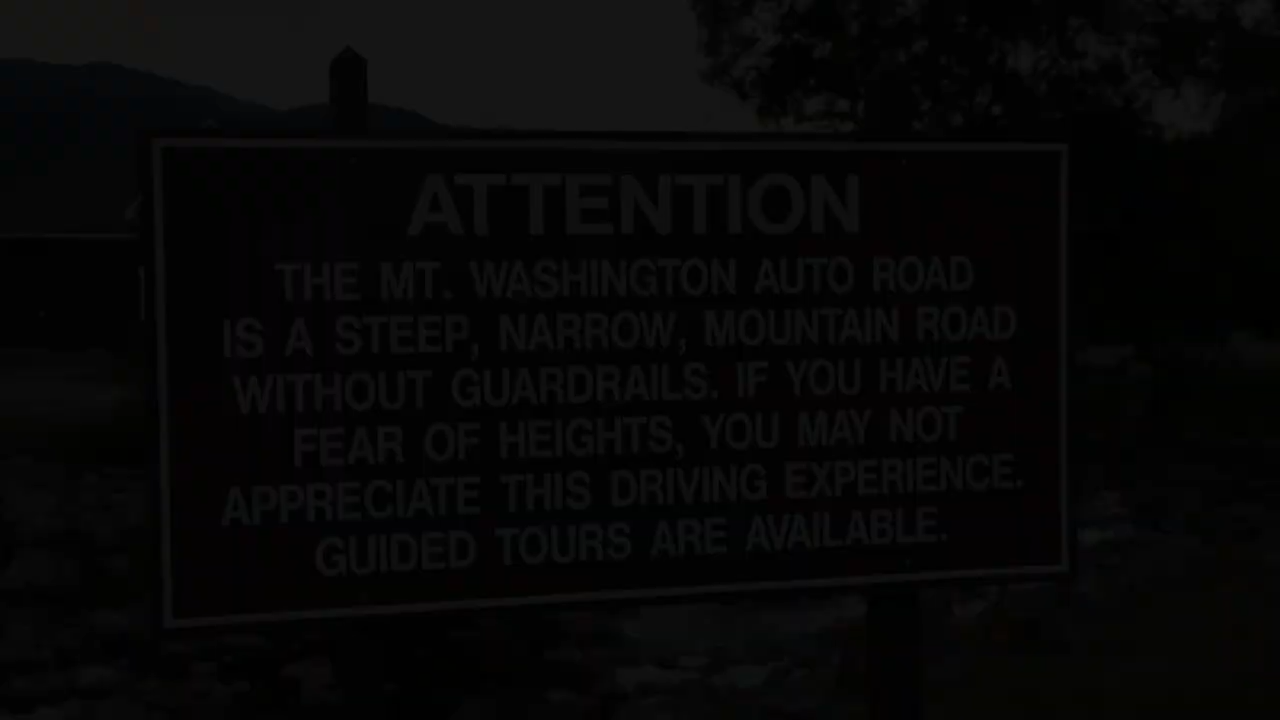 ATTENTION
THE MT. WASHINGTON AUTO ROAD
IS A STEEP, NARROW, MOUNTAIN ROAD
WITHOUT GUARDRAILS. IF YOU HAVE A
FEAR OF HEIGHTS, YOU MAY NOT
APPRECIATE THIS DRIVING EXPERIENCE.
GUIDED TOURS ARE AVAILABLE.